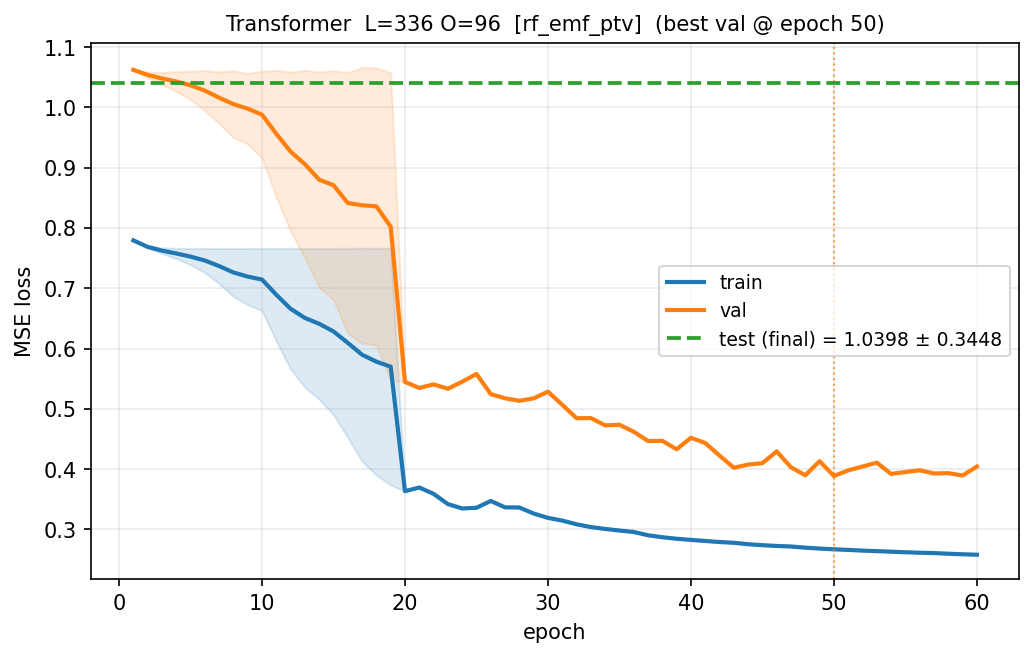 Transformer  L=336 O=96  [rf_emf_ptv]  (best val @ epoch 50)
1.1
1.0
0.9
0.8
0.7
0.6
0.5
0.4
0.3
MSE loss
train
val
test (final) = 1.0398 ± 0.3448
0 10 20 30 40 50 60
epoch